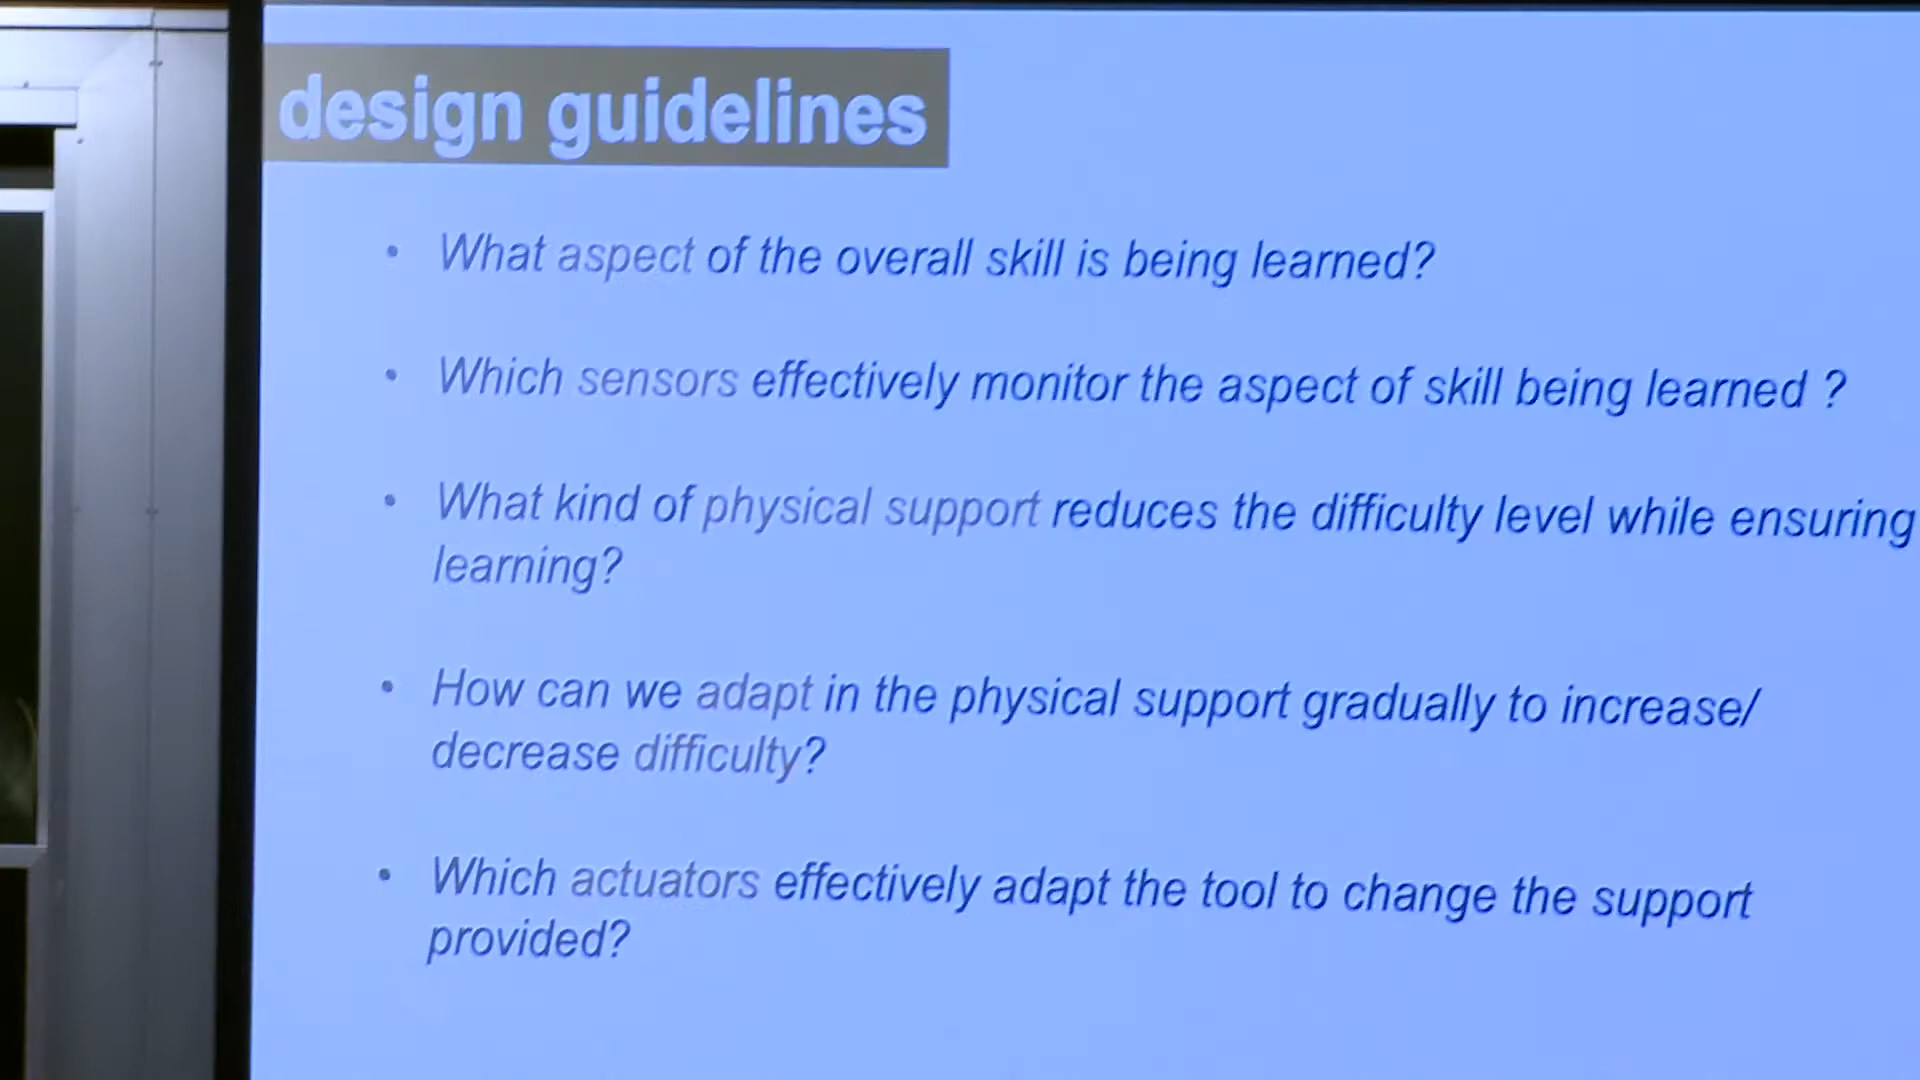 design guidelines
• What aspect of the overall skill is being learned?
• Which sensors effectively monitor the aspect of skill being learned ?
• What kind of physical support reduces the difficulty level while ensuring
learning?
• How can we adapt in the physical support gradually to increase/
decrease difficulty?
• Which actuators effectively adapt the tool to change the support
provided?